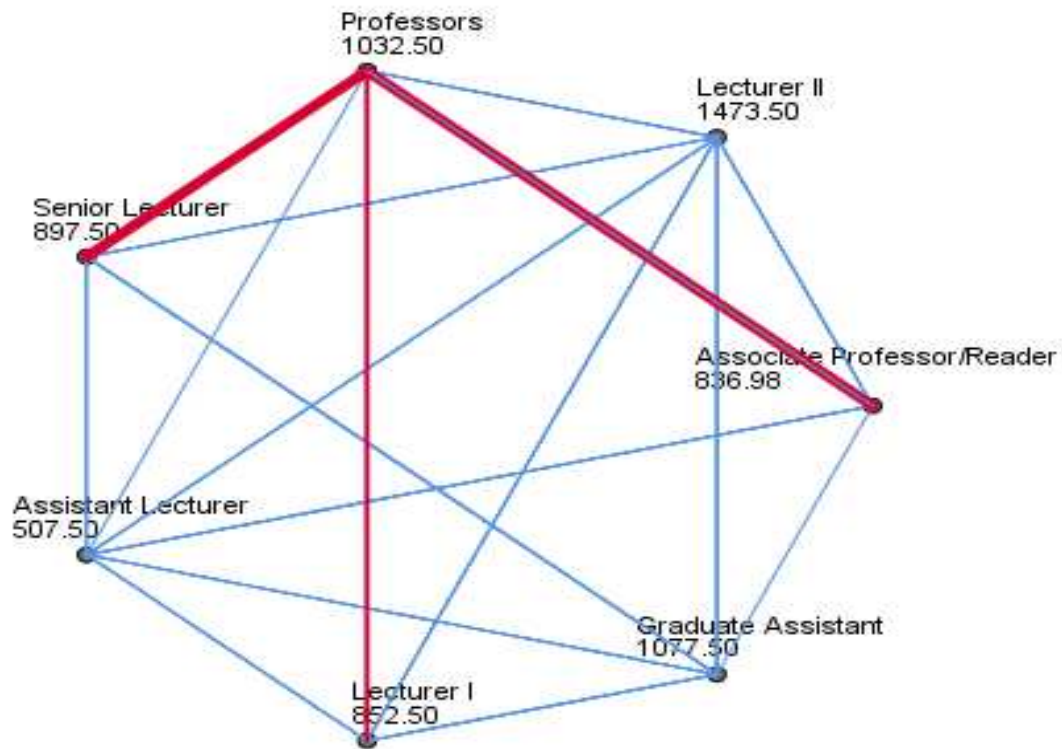 Professors
1032.50
Lecturer II
1473.50
Senior Lecturer
897.50
Associate Professor/Reader
836.98
Assistant Lecturer
507.50
Graduate Assistant
1077.50
Lecturer I
852.50